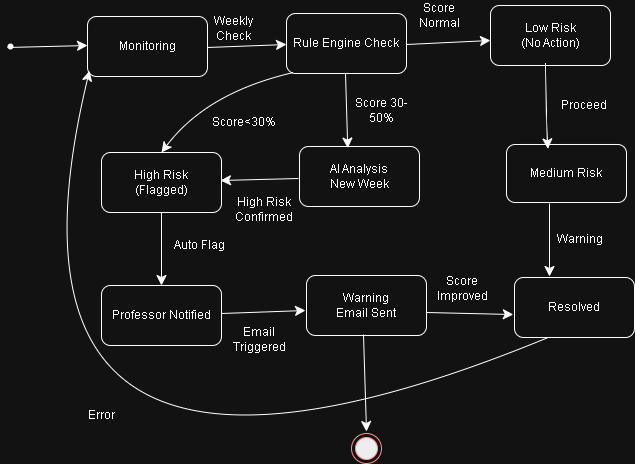 Weekly
Check
Score
Normal
Monitoring
Rule Engine Check
Low Risk
(No Action)
Score<30%
Score 30-
50%
Proceed
High Risk
(Flagged)
High Risk
Confirmed
AI Analysis
New Week
Medium Risk
Auto Flag
Warning
Professor Notified
Email
Triggered
Warning
Email Sent
Score
Improved
Resolved
Error